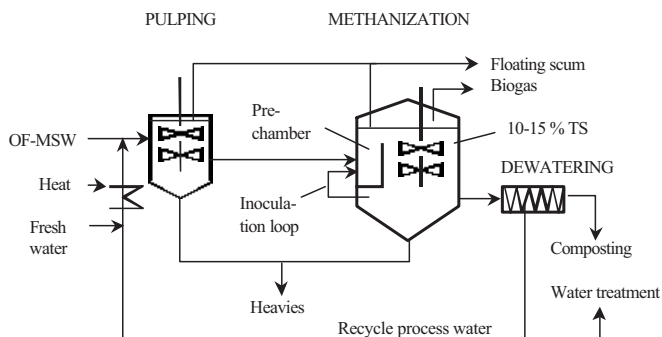 PULPING
METHANIZATION
Floating scum
Biogas
Pre-
chamber
10-15 % TS
OF-MSW
DEWATERING
Heat
Inocula-
tion loop
Fresh
water
Composting
Heavies
Water treatment
Recycle process water